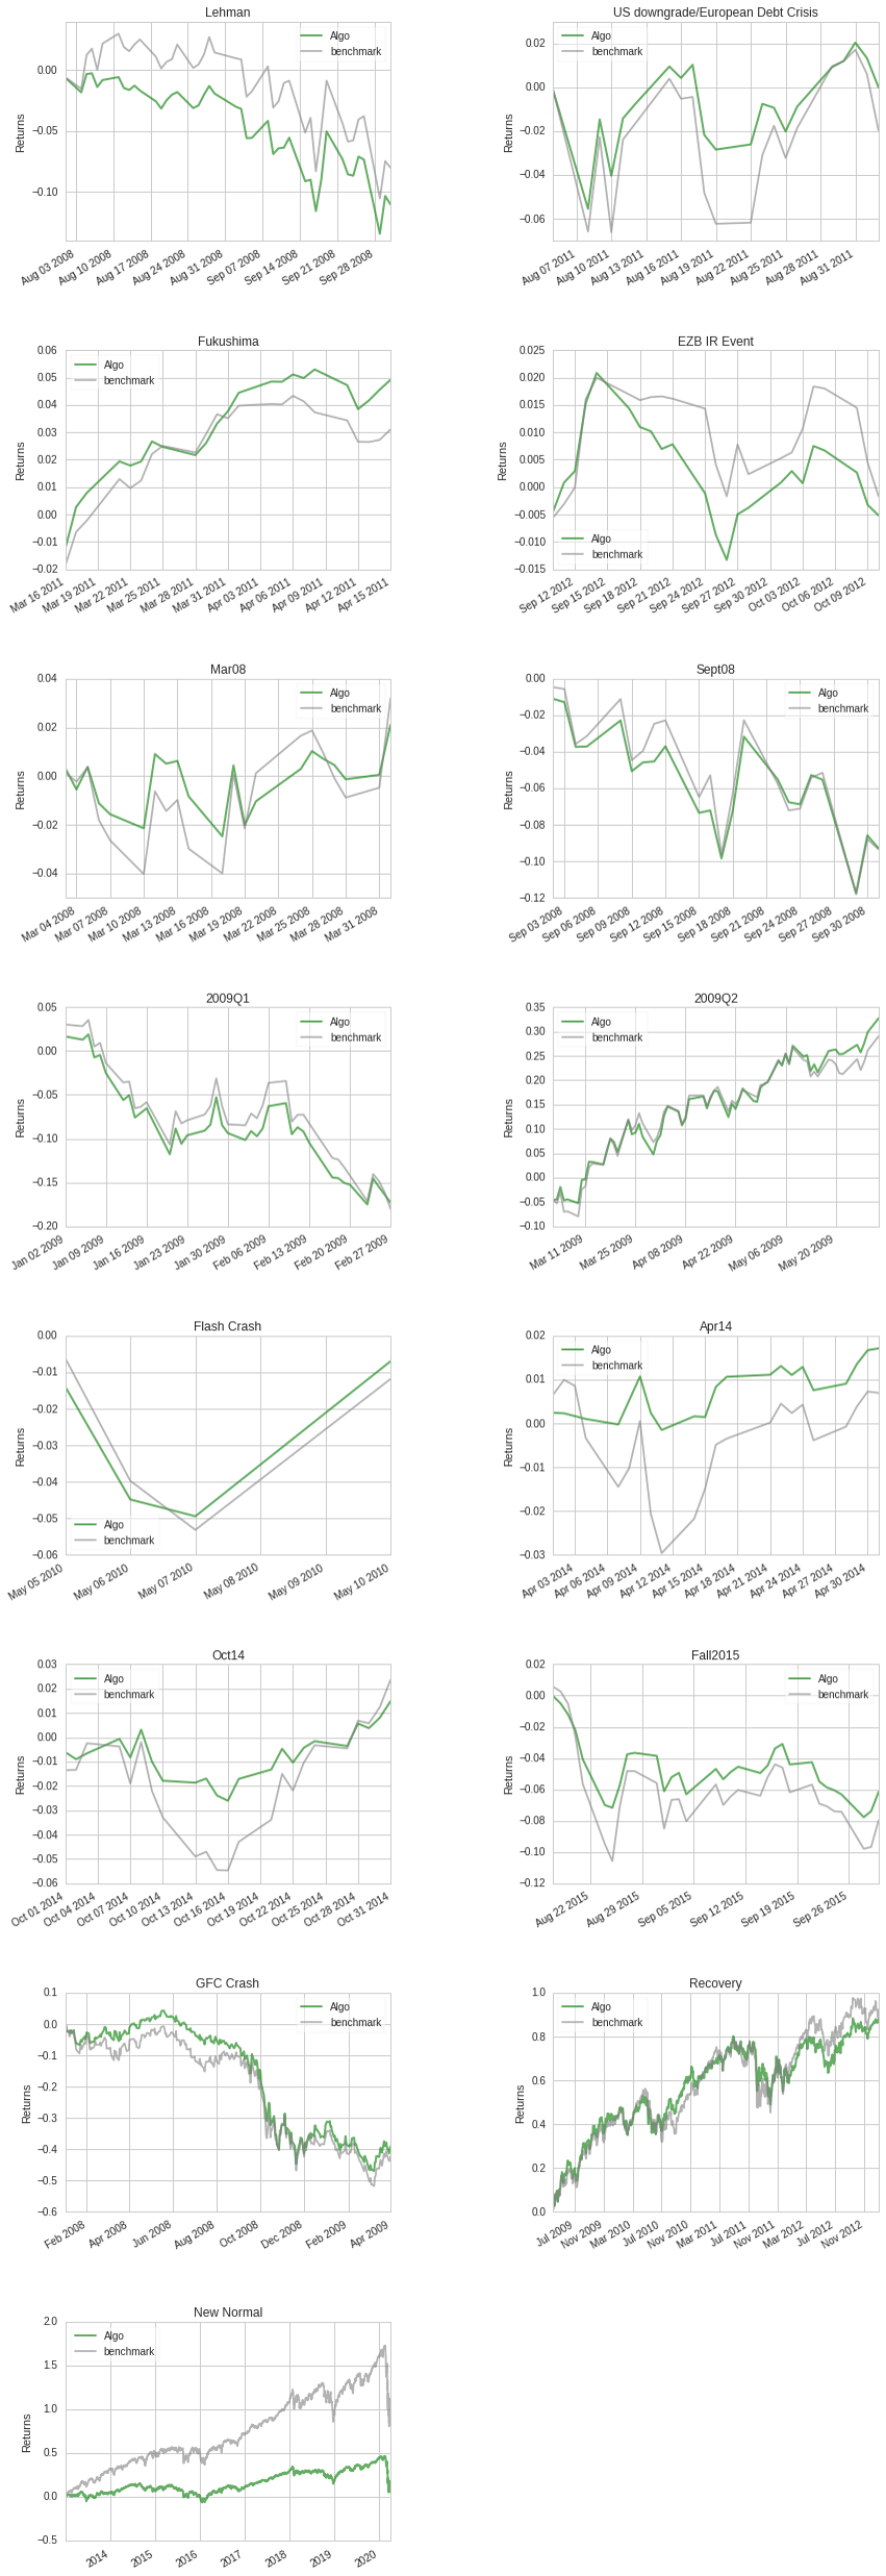 Lehman
Algo
benchmark
0.00
−0.05
−0.10
Returns
Aug 03 2008
Aug 10 2008
Aug 17 2008
Aug 24 2008
Aug 31 2008
Sep 07 2008
Sep 14 2008
Sep 21 2008
Sep 28 2008
US downgrade/European Debt Crisis
Algo
benchmark
0.02
0.00
−0.02
−0.04
−0.06
Returns
Aug 07 2011
Aug 10 2011
Aug 13 2011
Aug 16 2011
Aug 19 2011
Aug 22 2011
Aug 25 2011
Aug 28 2011
Aug 31 2011
Fukushima
Algo
benchmark
0.06
0.05
0.04
0.03
0.02
0.01
0.00
−0.01
−0.02
Returns
Mar 16 2011
Mar 19 2011
Mar 22 2011
Mar 25 2011
Mar 28 2011
Mar 31 2011
Apr 03 2011
Apr 06 2011
Apr 09 2011
Apr 12 2011
Apr 15 2011
EZB IR Event
0.025
0.020
0.015
0.010
0.005
0.000
−0.005
−0.010
−0.015
Returns
Algo
benchmark
Sep 12 2012
Sep 15 2012
Sep 18 2012
Sep 21 2012
Sep 24 2012
Sep 27 2012
Sep 30 2012
Oct 03 2012
Oct 06 2012
Oct 09 2012
Mar08
Algo
benchmark
0.04
0.02
0.00
−0.02
−0.04
Returns
Mar 04 2008
Mar 07 2008
Mar 10 2008
Mar 13 2008
Mar 16 2008
Mar 19 2008
Mar 22 2008
Mar 25 2008
Mar 28 2008
Mar 31 2008
Sept08
Algo
benchmark
0.00
−0.02
−0.04
−0.06
−0.08
−0.10
−0.12
Returns
Sep 03 2008
Sep 06 2008
Sep 09 2008
Sep 12 2008
Sep 15 2008
Sep 18 2008
Sep 21 2008
Sep 24 2008
Sep 27 2008
Sep 30 2008
2009Q1
Algo
benchmark
0.05
0.00
−0.05
−0.10
−0.15
−0.20
Returns
Jan 02 2009
Jan 09 2009
Jan 16 2009
Jan 23 2009
Jan 30 2009
Feb 06 2009
Feb 13 2009
Feb 20 2009
Feb 27 2009
2009Q2
Algo
benchmark
0.35
0.30
0.25
0.20
0.15
0.10
0.05
0.00
−0.05
−0.10
Returns
Mar 11 2009
Mar 25 2009
Apr 08 2009
Apr 22 2009
May 06 2009
May 20 2009
Flash Crash
0.00
−0.01
−0.02
−0.03
−0.04
−0.05
−0.06
Returns
Algo
benchmark
May 05 2010
May 06 2010
May 07 2010
May 08 2010
May 09 2010
May 10 2010
Apr14
Algo
benchmark
0.02
0.01
0.00
−0.01
−0.02
−0.03
Returns
Apr 03 2014
Apr 06 2014
Apr 09 2014
Apr 12 2014
Apr 15 2014
Apr 18 2014
Apr 21 2014
Apr 24 2014
Apr 27 2014
Apr 30 2014
Oct14
Algo
benchmark
0.03
0.02
0.01
0.00
−0.01
−0.02
−0.03
−0.04
−0.05
−0.06
Returns
Oct 01 2014
Oct 04 2014
Oct 07 2014
Oct 10 2014
Oct 13 2014
Oct 16 2014
Oct 19 2014
Oct 22 2014
Oct 25 2014
Oct 28 2014
Oct 31 2014
Fall2015
Algo
benchmark
0.02
0.00
−0.02
−0.04
−0.06
−0.08
−0.10
−0.12
Returns
Aug 22 2015
Aug 29 2015
Sep 05 2015
Sep 12 2015
Sep 19 2015
Sep 26 2015
GFC Crash
Algo
benchmark
0.1
0.0
−0.1
−0.2
−0.3
−0.4
−0.5
−0.6
Returns
Feb 2008
Apr 2008
Jun 2008
Aug 2008
Oct 2008
Dec 2008
Feb 2009
Apr 2009
Recovery
Algo
benchmark
1.0
0.8
0.6
0.4
0.2
0.0
Returns
Jul 2009
Nov 2009
Mar 2010
Jul 2010
Nov 2010
Mar 2011
Jul 2011
Nov 2011
Mar 2012
Jul 2012
Nov 2012
New Normal
Algo
benchmark
2.0
1.5
1.0
0.5
0.0
−0.5
Returns
2014
2015
2016
2017
2018
2019
2020